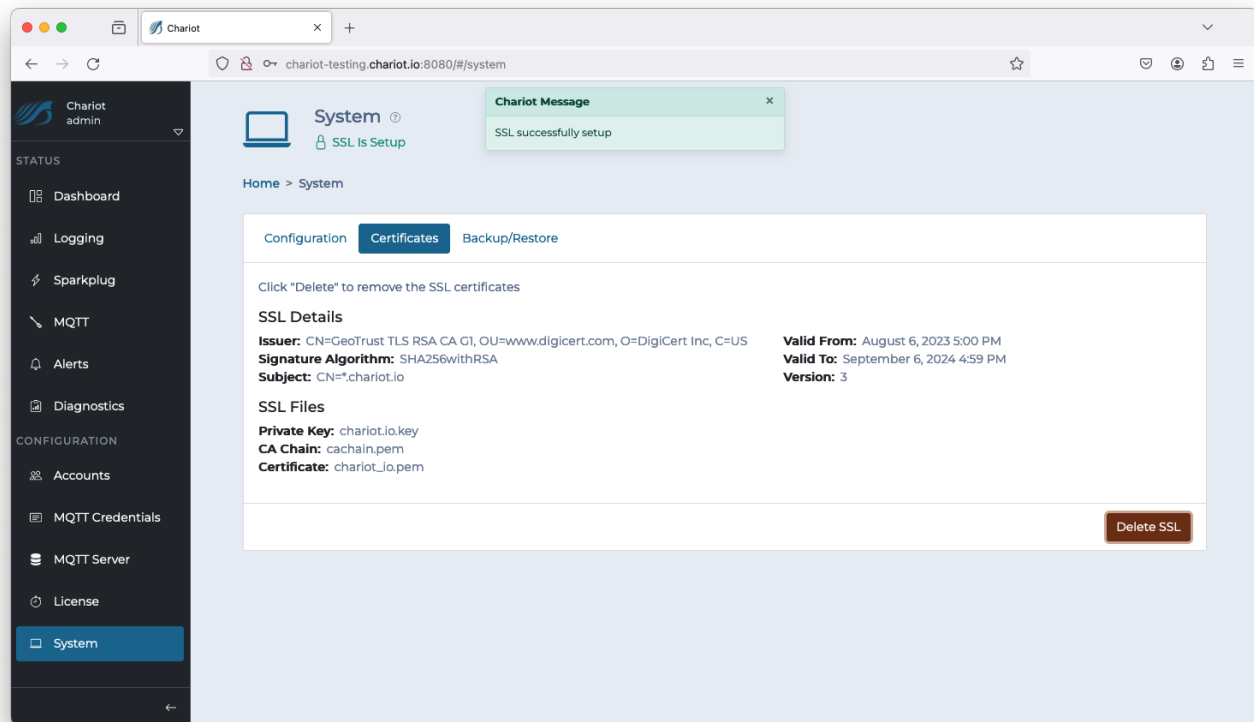 Chariot
chariot-testing.chariot.io:8080/#/system
Chariot
admin
STATUS
Dashboard
Logging
Sparkplug
MQTT
Alerts
Diagnostics
CONFIGURATION
Accounts
MQTT Credentials
MQTT Server
License
System
System
SSL Is Setup
Chariot Message
SSL successfully setup
Home > System
Configuration Certificates Backup/Restore
Click "Delete" to remove the SSL certificates
SSL Details
Issuer: CN=GeoTrust TLS RSA CA G1, OU=www.digicert.com, O=DigiCert Inc, C=US
Signature Algorithm: SHA256withRSA
Subject: CN=*.chariot.io
Valid From: August 6, 2023 5:00 PM
Valid To: September 6, 2024 4:59 PM
Version: 3
SSL Files
Private Key: chariot.io.key
CA Chain: cachain.pem
Certificate: chariot_io.pem
Delete SSL